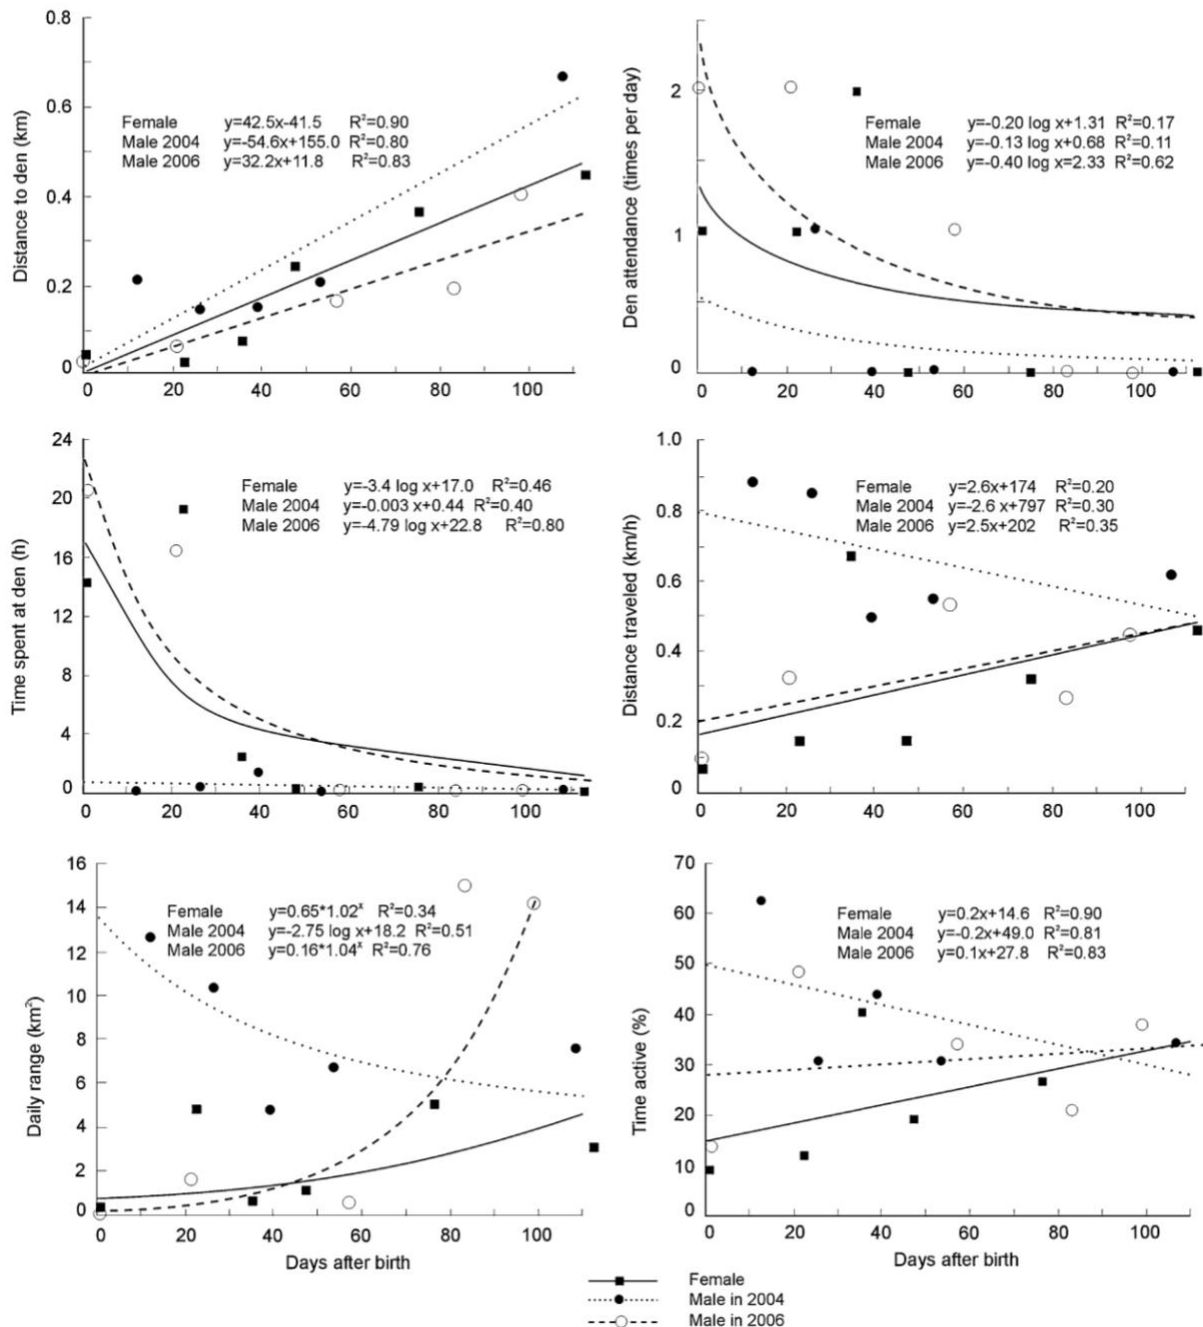 0.8
0.6
0.4
0.2
0
Distance to den (km)
Female y=42.5x-41.5 R²=0.90
Male 2004 y=-54.6x+155.0 R²=0.80
Male 2006 y=32.2x+11.8 R²=0.83
0 20 40 60 80 100
2
1
0
Den attendance (times per day)
Female y=-0.20 log x+1.31 R²=0.17
Male 2004 y=-0.13 log x+0.68 R²=0.11
Male 2006 y=-0.40 log x=2.33 R²=0.62
0 20 40 60 80 100
24
20
16
12
8
4
0
Time spent at den (h)
Female y=-3.4 log x+17.0 R²=0.46
Male 2004 y=-0.003 x+0.44 R²=0.40
Male 2006 y=-4.79 log x+22.8 R²=0.80
0 20 40 60 80 100
1.0
0.8
0.6
0.4
0.2
0
Distance traveled (km/h)
Female y=2.6x+174 R²=0.20
Male 2004 y=-2.6 x+797 R²=0.30
Male 2006 y=2.5x+202 R²=0.35
0 20 40 60 80 100
16
14
12
10
8
6
4
2
0
Daily range (km²)
Female y=0.65*1.02ˣ R²=0.34
Male 2004 y=-2.75 log x+18.2 R²=0.51
Male 2006 y=0.16*1.04ˣ R²=0.76
0 20 40 60 80 100
Days after birth
70
60
50
40
30
20
10
0
Time active (%)
Female y=0.2x+14.6 R²=0.90
Male 2004 y=-0.2x+49.0 R²=0.81
Male 2006 y=0.1x+27.8 R²=0.83
0 20 40 60 80 100
Days after birth
Female
Male in 2004
Male in 2006